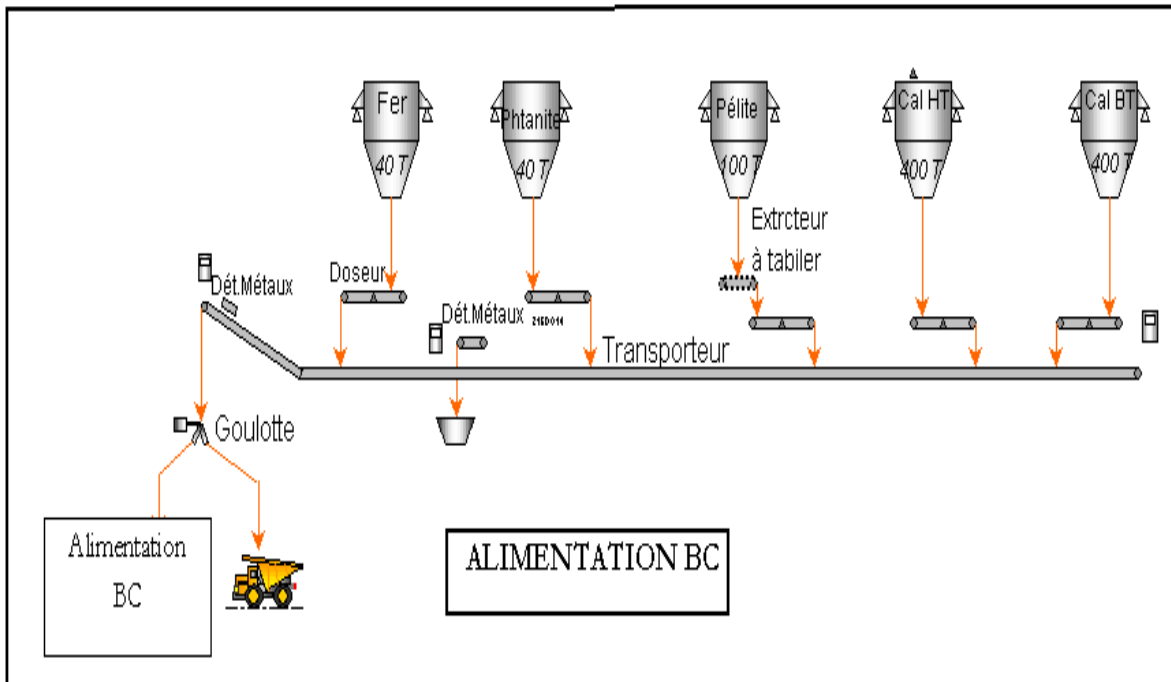 Fer
Phtanite
Pélite
Cal HT
Cal BT
40 T
40 T
100 T
400 T
400 T
Extrcteur
à tabiler
Doseur
Dét.Métaux
Dét.Métaux
Transporteur
Goulotte
Alimentation
BC
ALIMENTATION BC